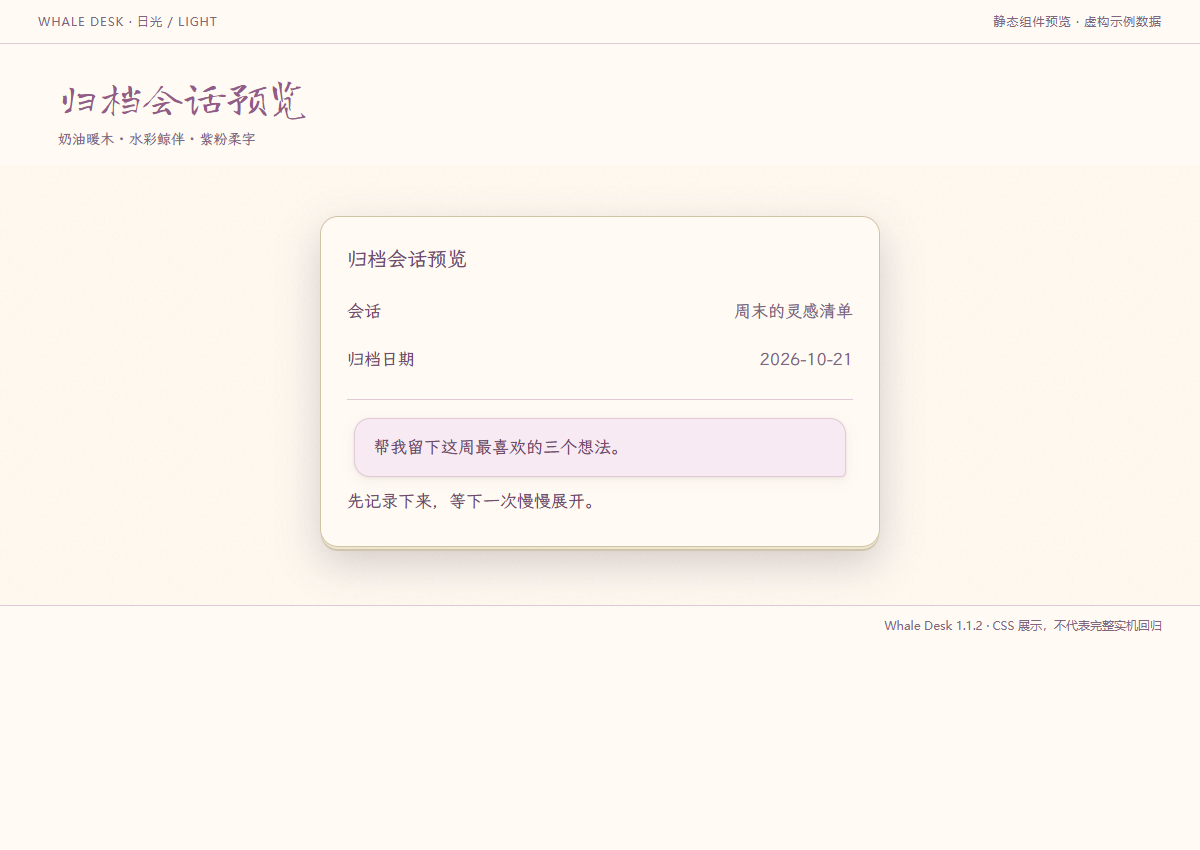 WHALE DESK · 日光 / LIGHT
静态组件预览 · 虚构示例数据
归档会话预览
奶油暖木 · 水彩鲸伴 · 紫粉柔字
归档会话预览
会话 周末的灵感清单
归档日期 2026-10-21
帮我留下这周最喜欢的三个想法。
先记录下来，等下一次慢慢展开。
Whale Desk 1.1.2 · CSS 展示，不代表完整实机回归